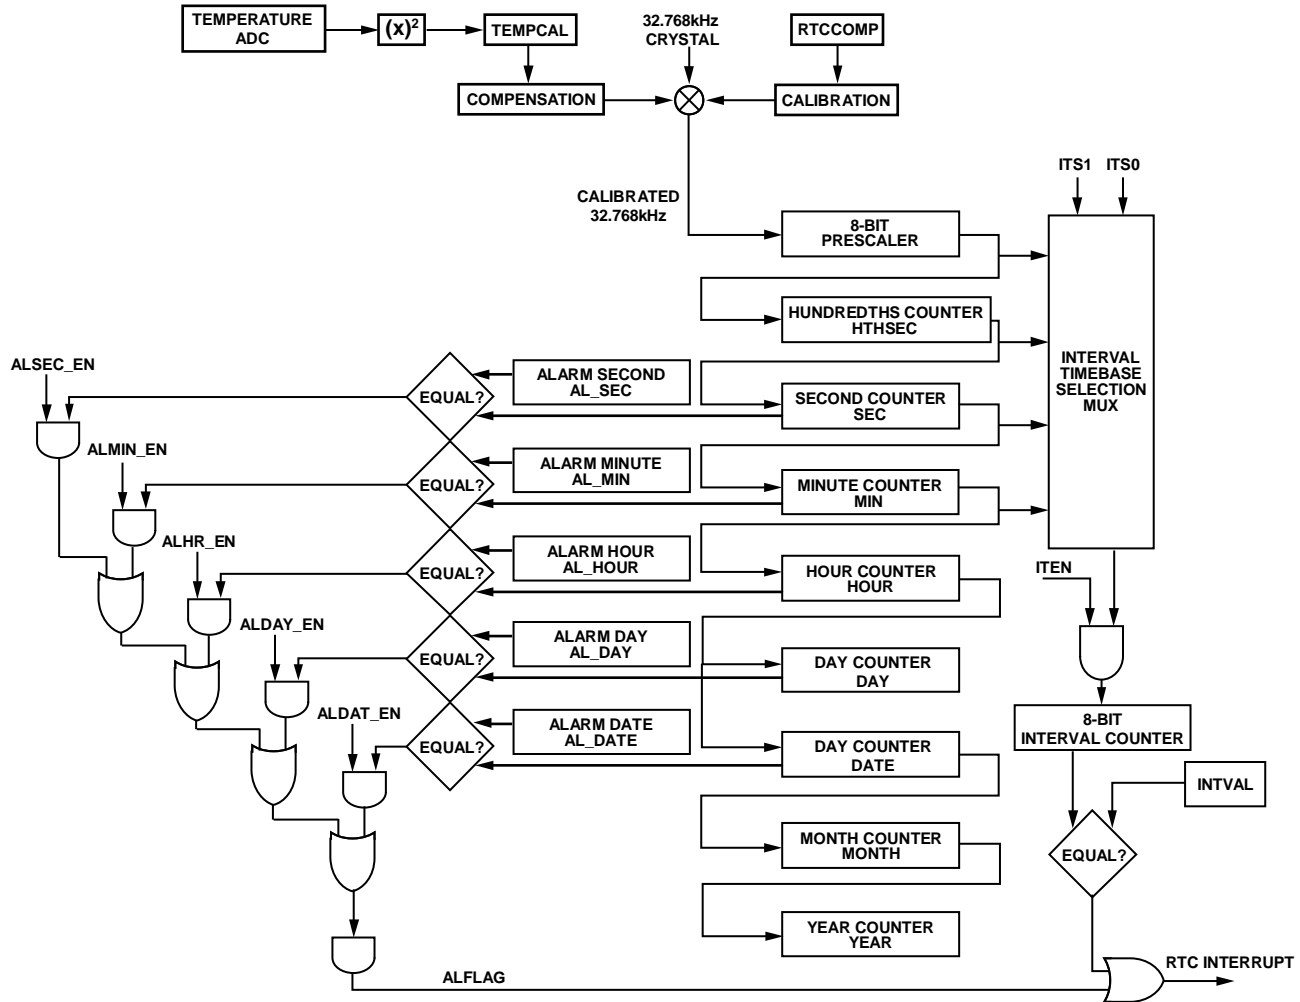 TEMPERATURE
ADC
(x)²
TEMPCAL
32.768kHz
CRYSTAL
RTCCOMP
COMPENSATION
CALIBRATION
CALIBRATED
32.768kHz
ITS1
ITS0
8-BIT
PRESCALER
HUNDREDTHS COUNTER
HTHSEC
INTERVAL
TIMEBASE
SELECTION
MUX
ALSEC_EN
EQUAL?
ALARM SECOND
AL_SEC
SECOND COUNTER
SEC
ALMIN_EN
EQUAL?
ALARM MINUTE
AL_MIN
MINUTE COUNTER
MIN
ALHR_EN
EQUAL?
ALARM HOUR
AL_HOUR
HOUR COUNTER
HOUR
ITEN
ALDAY_EN
EQUAL?
ALARM DAY
AL_DAY
DAY COUNTER
DAY
ALDAT_EN
EQUAL?
ALARM DATE
AL_DATE
DAY COUNTER
DATE
8-BIT
INTERVAL COUNTER
INTVAL
MONTH COUNTER
MONTH
EQUAL?
YEAR COUNTER
YEAR
ALFLAG
RTC INTERRUPT